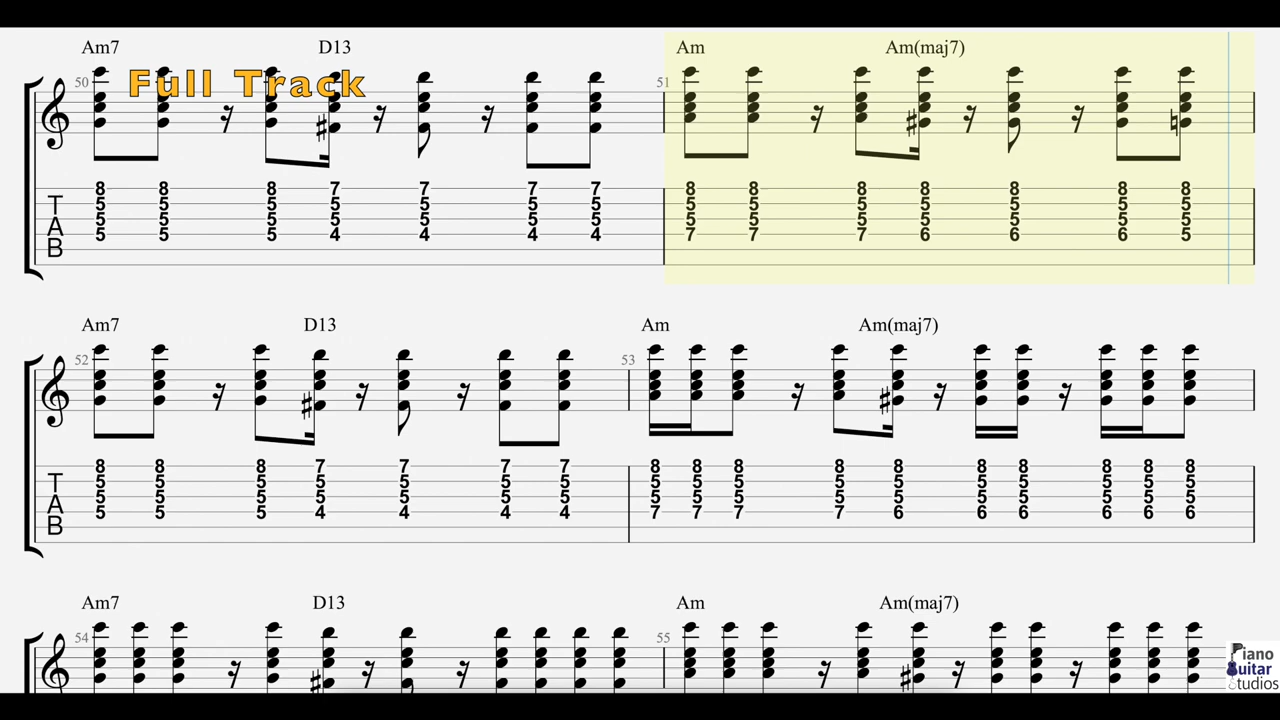 Am7 D13 Am Am(maj7)
Full Track
50 51
8 8 8 7 7 7 7 8 8 8 8 8 8 8
T 5 5 5 5 5 5 5 5 5 5 5 5 5 5
A 5 5 5 5 5 5 5 5 5 5 5 5 5 5
B 5 5 5 4 4 4 4 7 7 7 6 6 6 5
Am7 D13 Am Am(maj7)
52 53
8 8 8 7 7 7 7 8 8 8 8 8 8 8 8 8 8
T 5 5 5 5 5 5 5 5 5 5 5 5 5 5 5 5 5
A 5 5 5 5 5 5 5 5 5 5 5 5 5 5 5 5 5
B 5 5 5 4 4 4 4 7 7 7 7 6 6 6 6 6 6
Am7 D13 Am Am(maj7)
54 55
Piano
Guitar
Studios